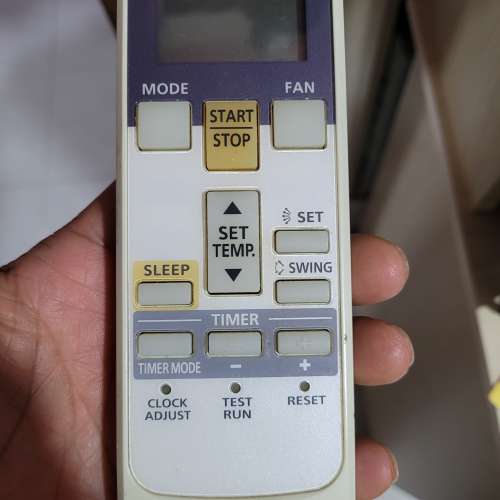 MODE
FAN
START
STOP
▲
SET
TEMP.
▼
SET
SLEEP
SWING
TIMER
TIMER MODE
−
+
CLOCK
ADJUST
TEST
RUN
RESET